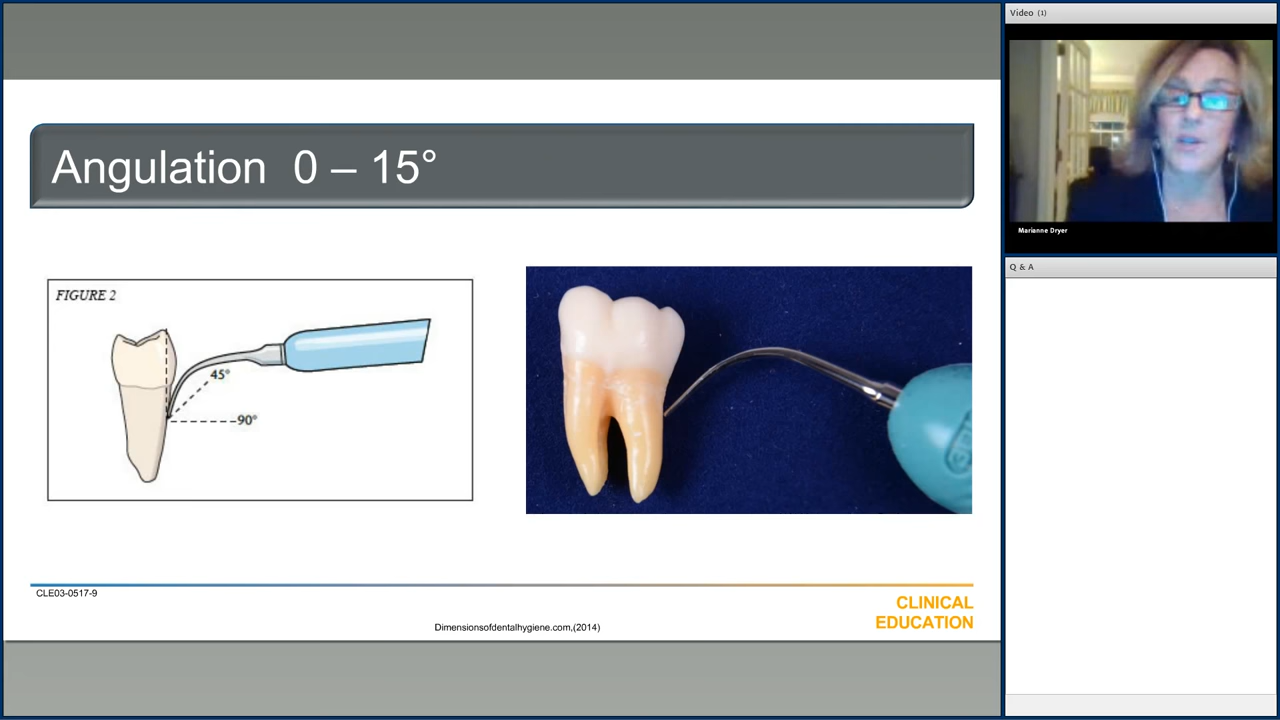 Video (1)
Marianne Dryer
Q & A
Angulation 0 – 15°
FIGURE 2
45°
90°
CLE03-0517-9
CLINICAL
EDUCATION
Dimensionsofdentalhygiene.com,(2014)